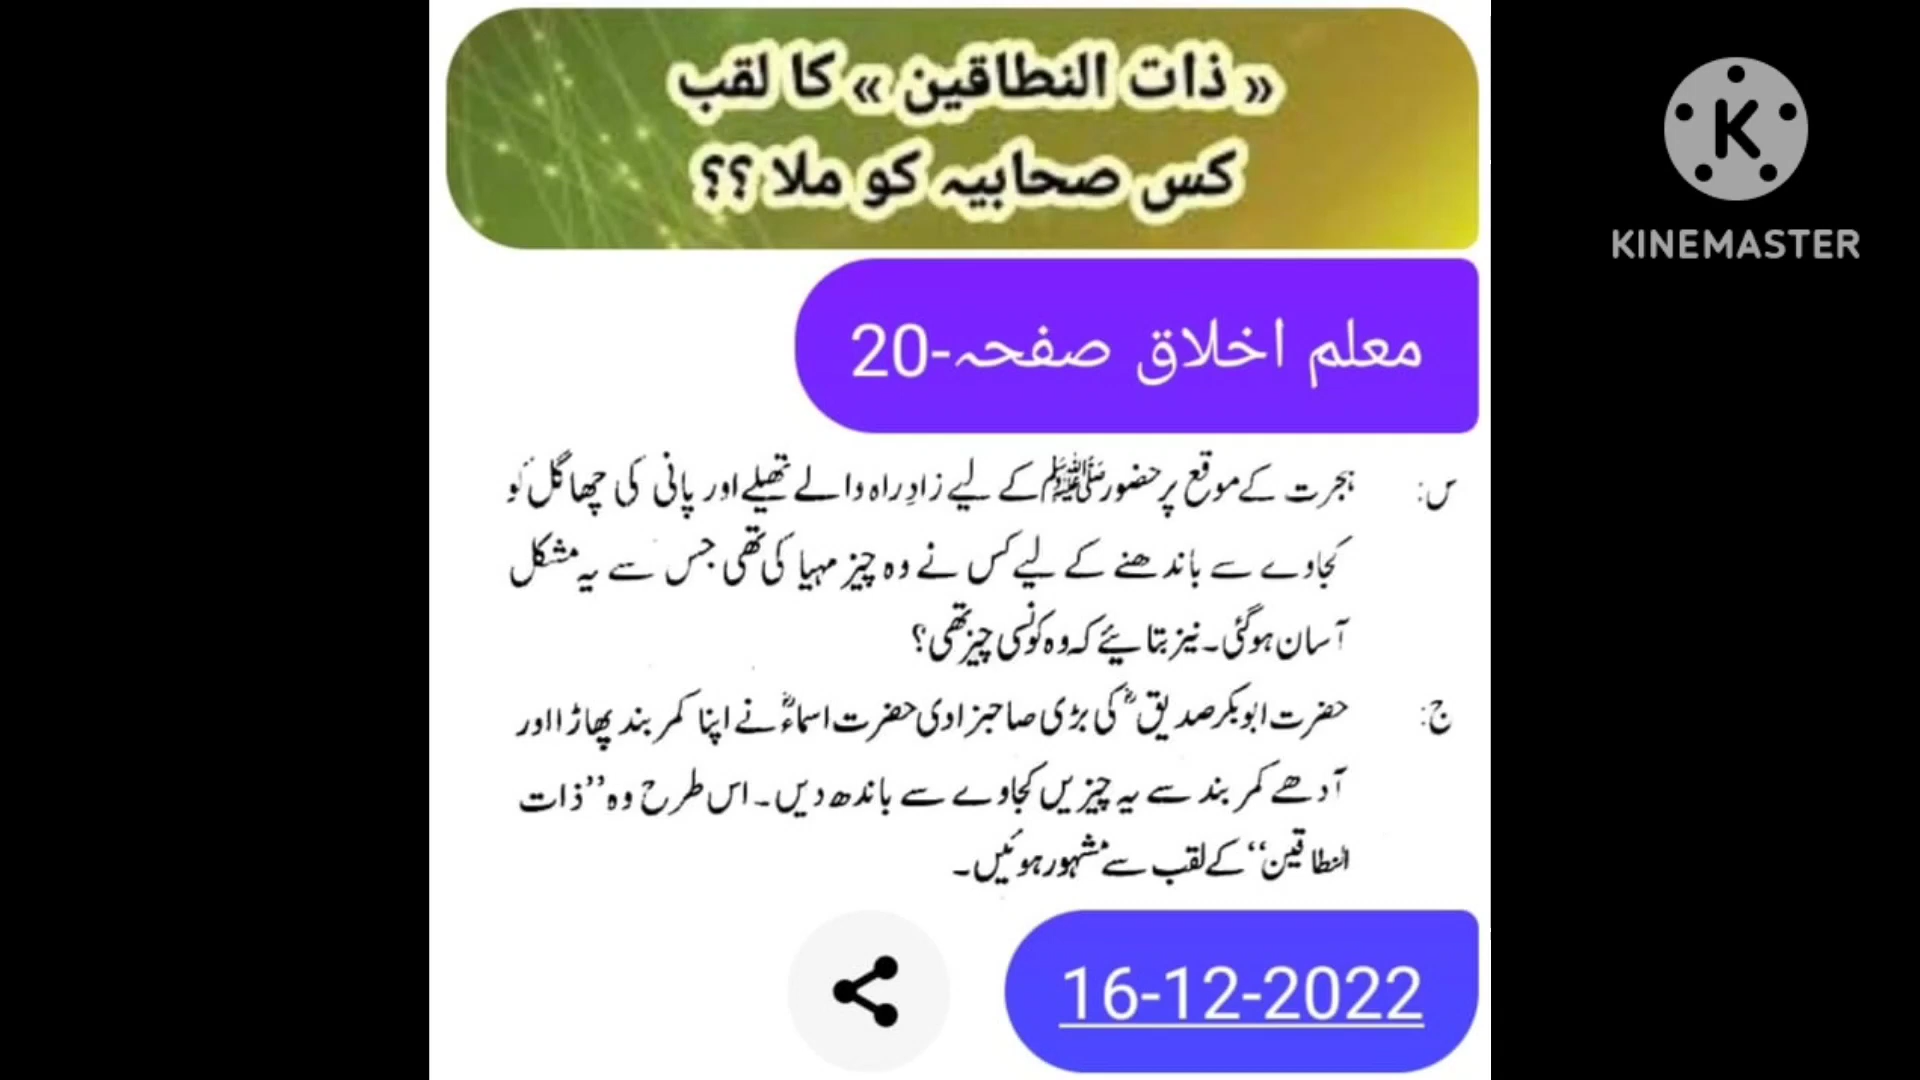 « ذات النطاقین » کا لقب
کس صحابیہ کو ملا ؟؟
KINEMASTER
معلم اخلاق صفحہ-20
س: ہجرت کے موقع پر حضور ﷺ کے لیے زادِ راہ والے تھیلے اور پانی کی چھاگل کو
کجاوے سے باندھنے کے لیے کس نے وہ چیز مہیا کی تھی جس سے یہ مشکل
آسان ہوگئی۔ نیز بتایئے کہ وہ کونسی چیز تھی؟
ج: حضرت ابوبکر صدیقؓ کی بڑی صاحبزادی حضرت اسماءؓ نے اپنا کمر بند پھاڑا اور
آدھے کمر بند سے یہ چیزیں کجاوے سے باندھ دیں۔ اس طرح وہ ”ذات
النطاقین“ کے لقب سے مشہور ہوئیں۔
16-12-2022